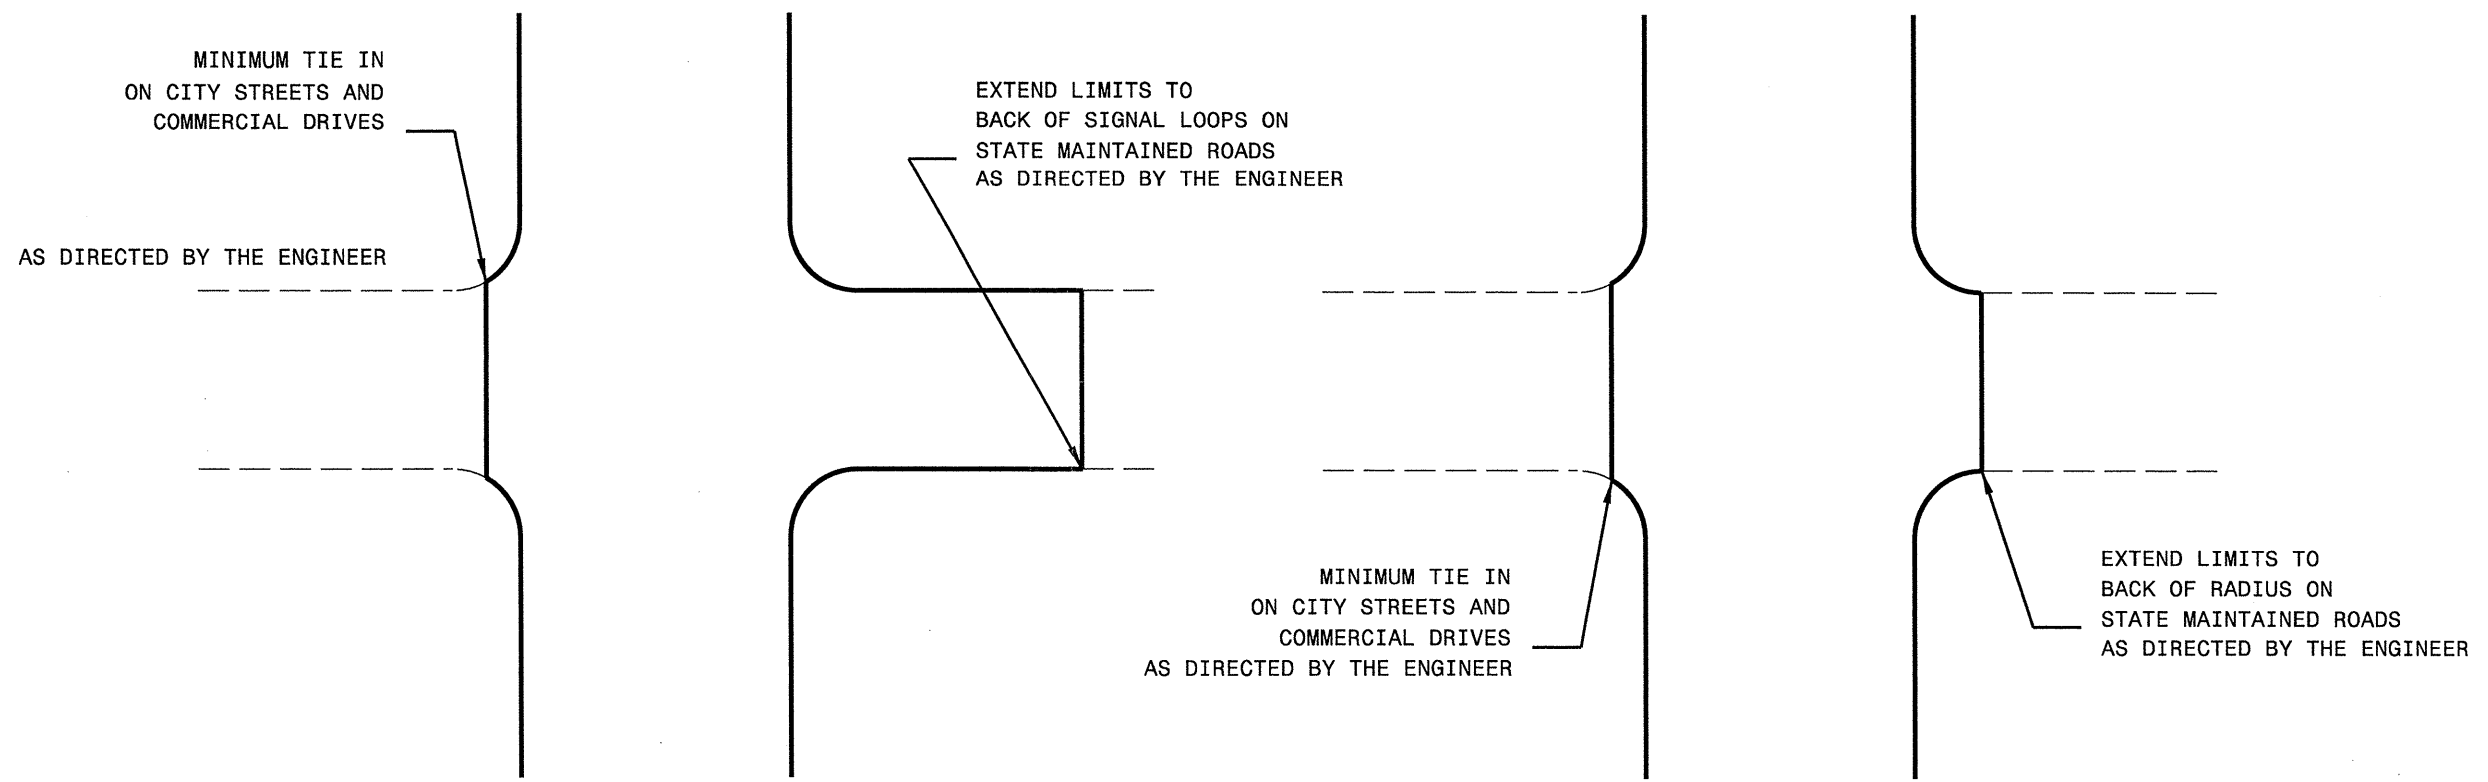 MINIMUM TIE IN
ON CITY STREETS AND
COMMERCIAL DRIVES
AS DIRECTED BY THE ENGINEER
EXTEND LIMITS TO
BACK OF SIGNAL LOOPS ON
STATE MAINTAINED ROADS
AS DIRECTED BY THE ENGINEER
MINIMUM TIE IN
ON CITY STREETS AND
COMMERCIAL DRIVES
AS DIRECTED BY THE ENGINEER
EXTEND LIMITS TO
BACK OF RADIUS ON
STATE MAINTAINED ROADS
AS DIRECTED BY THE ENGINEER